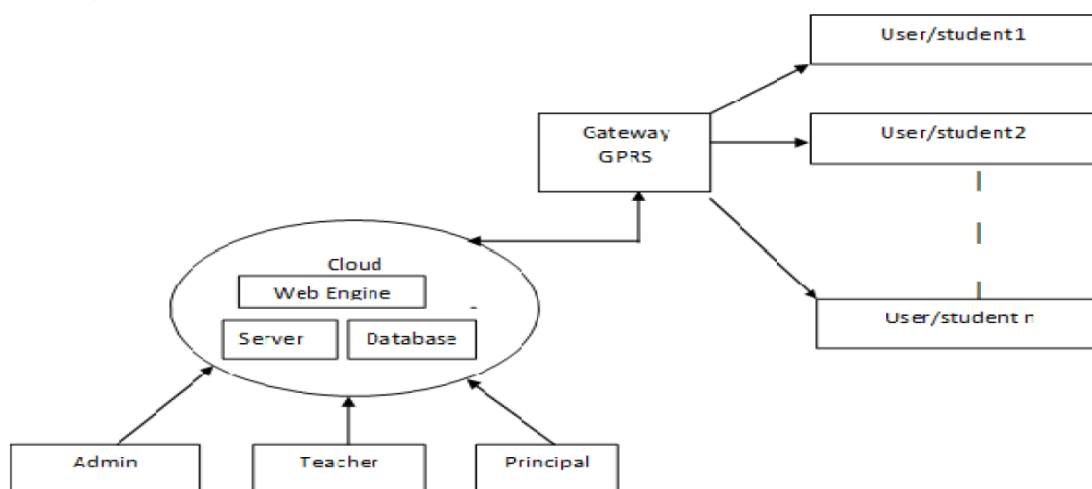 User/student1
Gateway
GPRS
User/student2
Cloud
Web Engine
Server
Database
User/student n
Admin
Teacher
Principal